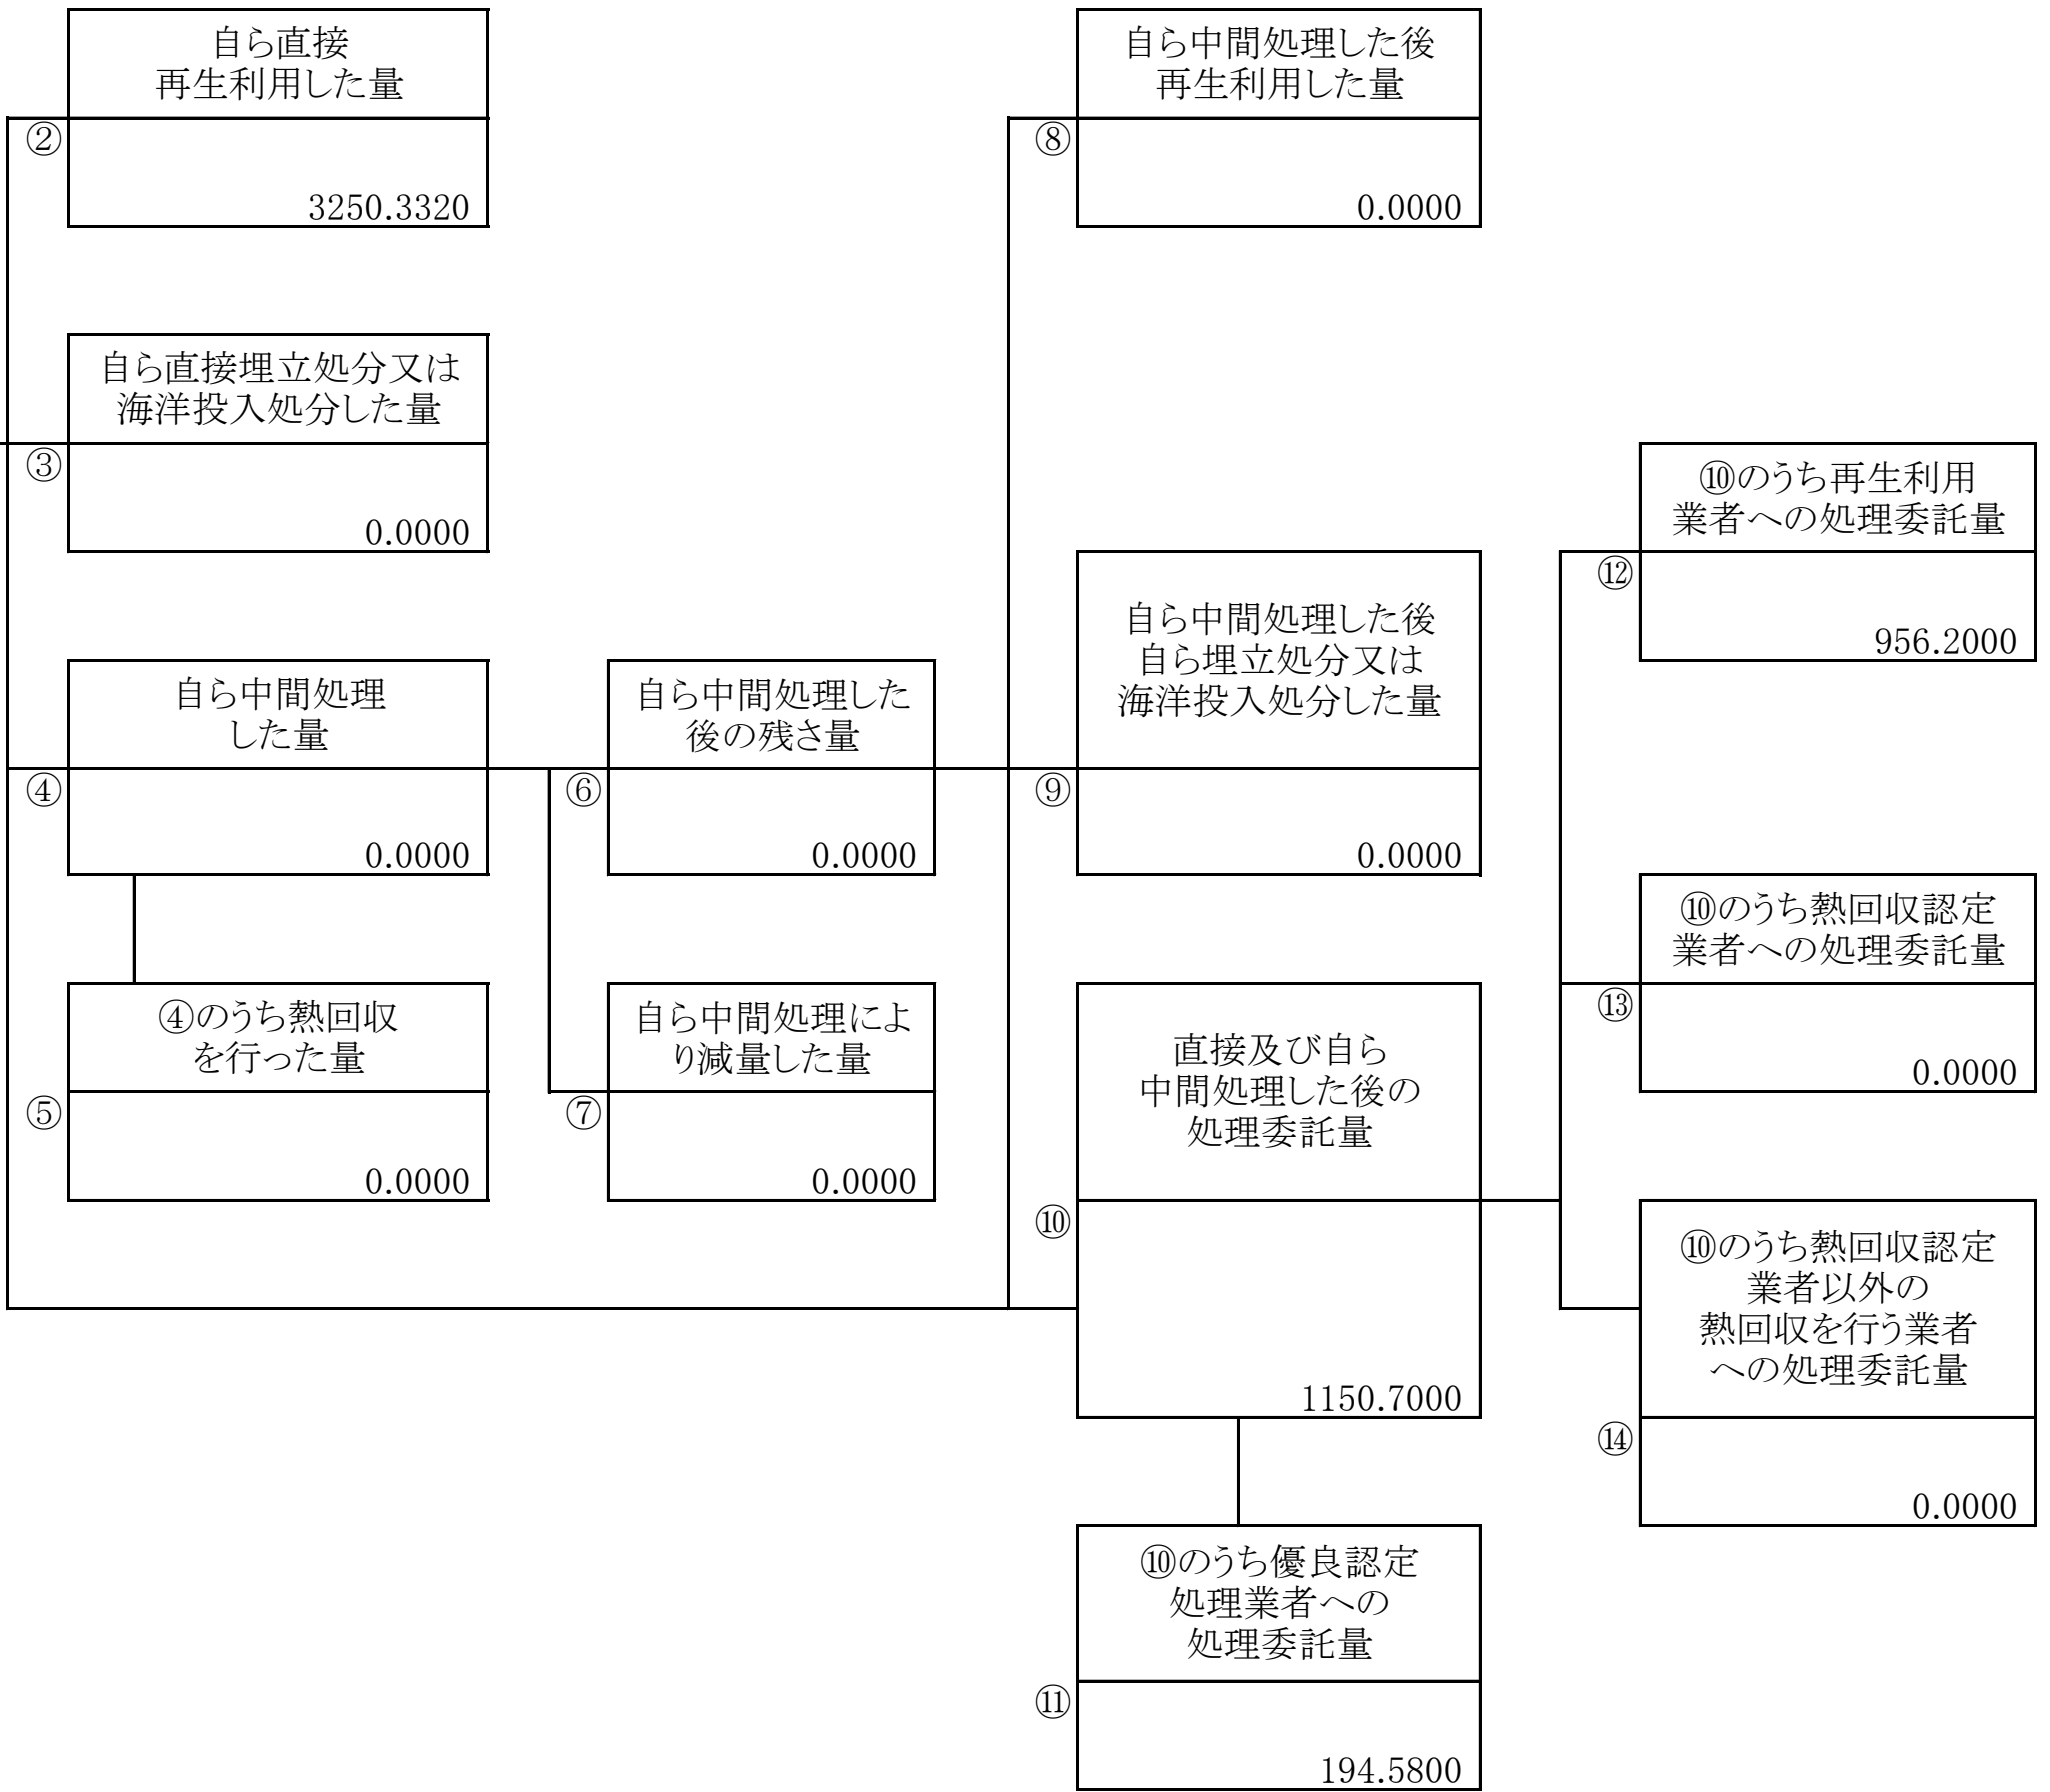 自ら直接
再生利用した量
②
3250.3320
自ら直接埋立処分又は
海洋投入処分した量
③
0.0000
自ら中間処理
した量
④
0.0000
④のうち熱回収
を行った量
⑤
0.0000
自ら中間処理した
後の残さ量
⑥
0.0000
自ら中間処理によ
り減量した量
⑦
0.0000
自ら中間処理した後
再生利用した量
⑧
0.0000
自ら中間処理した後
自ら埋立処分又は
海洋投入処分した量
⑨
0.0000
直接及び自ら
中間処理した後の
処理委託量
⑩
1150.7000
⑩のうち優良認定
処理業者への
処理委託量
⑪
194.5800
⑩のうち再生利用
業者への処理委託量
⑫
956.2000
⑩のうち熱回収認定
業者への処理委託量
⑬
0.0000
⑩のうち熱回収認定
業者以外の
熱回収を行う業者
への処理委託量
⑭
0.0000